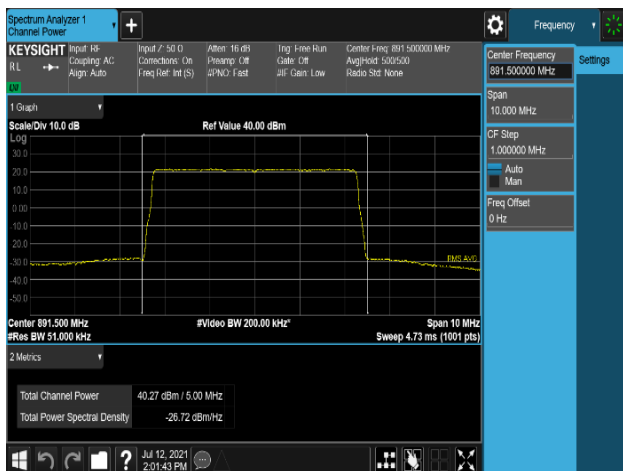 Spectrum Analyzer 1
Channel Power
Frequency
KEYSIGHT
R L
Input: RF
Coupling: AC
Align: Auto
Input Z: 50 Ω
Corrections: On
Freq Ref: Int (S)
Atten: 16 dB
Preamp: Off
#PNO: Fast
Trig: Free Run
Gate: Off
#IF Gain: Low
Center Freq: 891.500000 MHz
Avg|Hold: 500/500
Radio Std: None
Center Frequency
891.500000 MHz
Settings
Span
10.000 MHz
CF Step
1.000000 MHz
Auto
Man
Freq Offset
0 Hz
1 Graph
Scale/Div 10.0 dB
Ref Value 40.00 dBm
Log
30.0
20.0
10.0
0.00
-10.0
-20.0
-30.0
-40.0
-50.0
RMS AVG
Center 891.500 MHz
#Video BW 200.00 kHz*
Span 10 MHz
#Res BW 51.000 kHz
Sweep 4.73 ms (1001 pts)
2 Metrics
Total Channel Power 40.27 dBm / 5.00 MHz
Total Power Spectral Density -26.72 dBm/Hz
Jul 12, 2021
2:01:43 PM